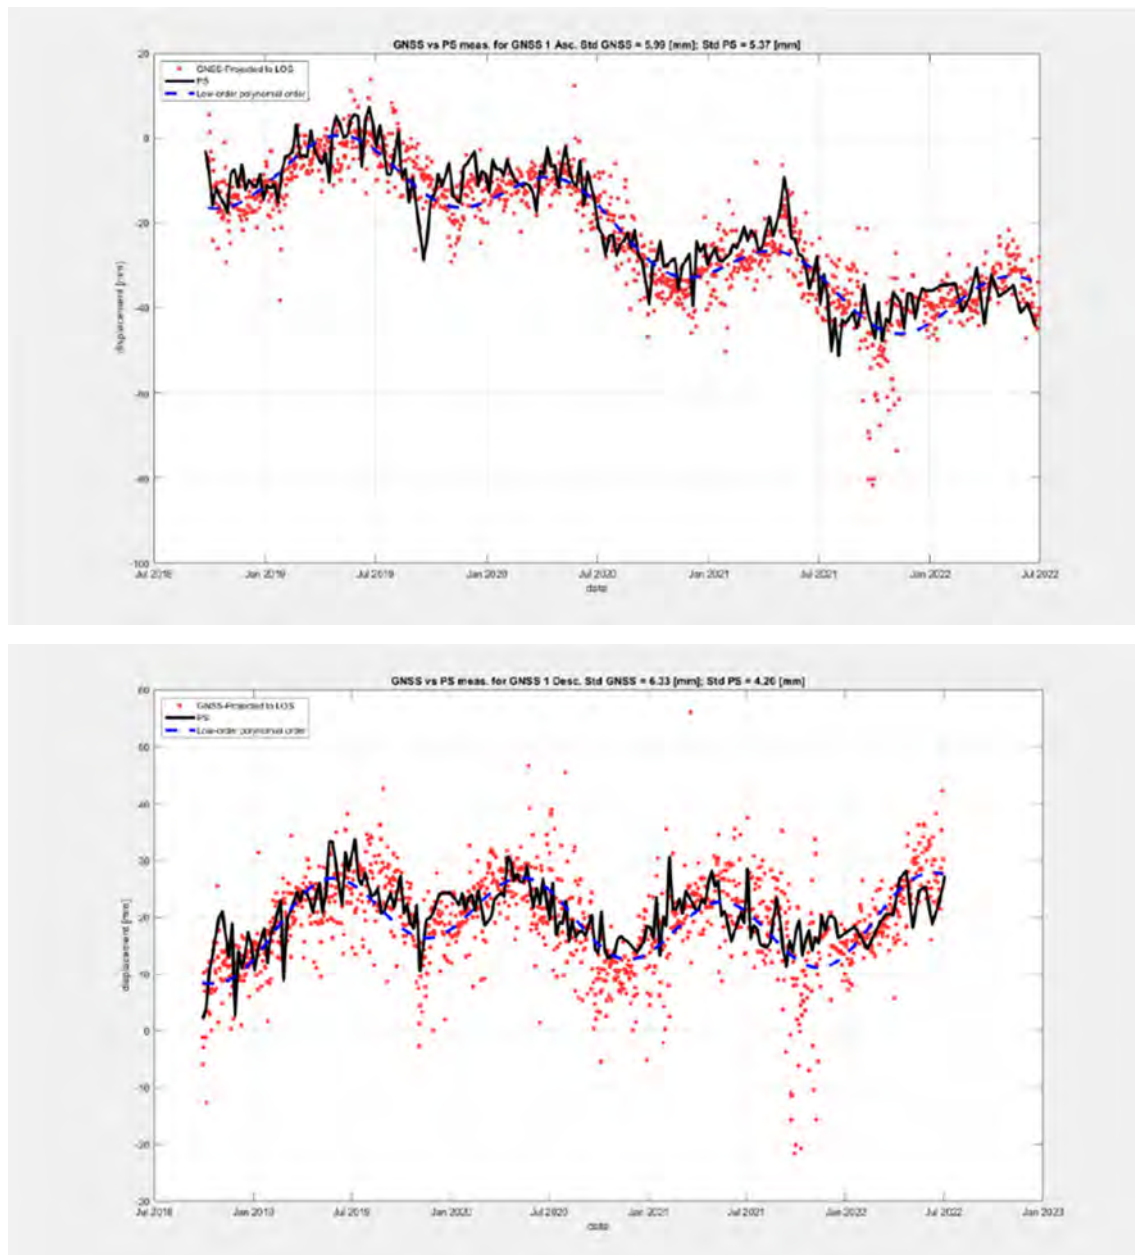 GNSS vs PS meas. for GNSS 1 Asc. Std GNSS = 5.99 [mm]; Std PS = 5.37 [mm]
GNSS-Projected to LOS
PS
Low-order polynomial order
displacement [mm]
20
0
-20
-40
-60
-80
-100
Jul 2018 Jan 2019 Jul 2019 Jan 2020 Jul 2020 Jan 2021 Jul 2021 Jan 2022 Jul 2022
date
GNSS vs PS meas. for GNSS 1 Desc. Std GNSS = 6.33 [mm]; Std PS = 4.20 [mm]
GNSS-Projected to LOS
PS
Low-order polynomial order
displacement [mm]
60
50
40
30
20
10
0
-10
-20
-30
Jul 2018 Jan 2019 Jul 2019 Jan 2020 Jul 2020 Jan 2021 Jul 2021 Jan 2022 Jul 2022 Jan 2023
date